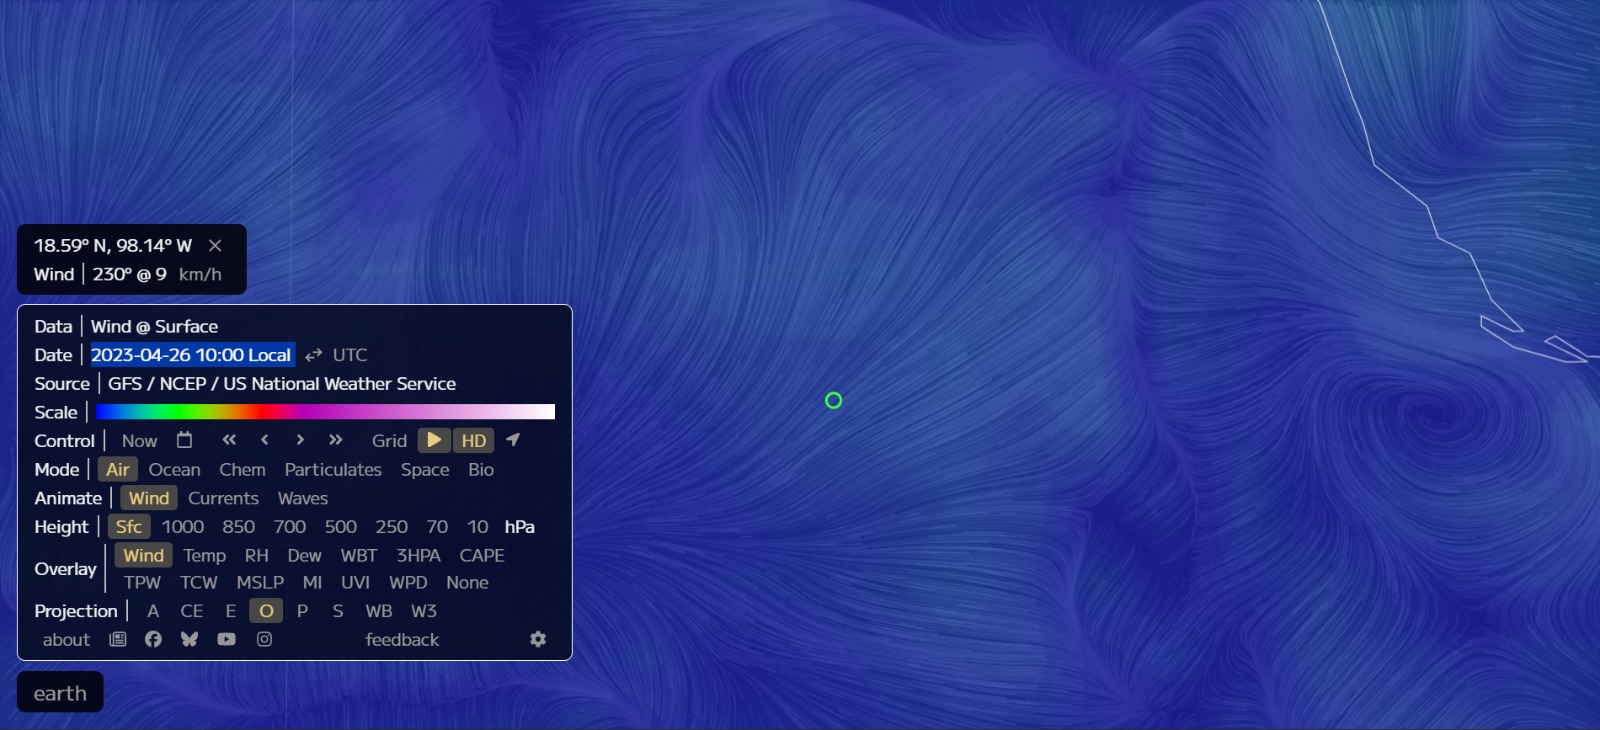 18.59° N, 98.14° W ×
Wind | 230° @ 9 km/h
Data | Wind @ Surface
Date | 2023-04-26 10:00 Local ⇄ UTC
Source | GFS / NCEP / US National Weather Service
Scale |
Control | Now « ‹ › » Grid ▶ HD
Mode | Air Ocean Chem Particulates Space Bio
Animate | Wind Currents Waves
Height | Sfc 1000 850 700 500 250 70 10 hPa
Overlay | Wind Temp RH Dew WBT 3HPA CAPE
TPW TCW MSLP MI UVI WPD None
Projection | A CE E O P S WB W3
about feedback
earth